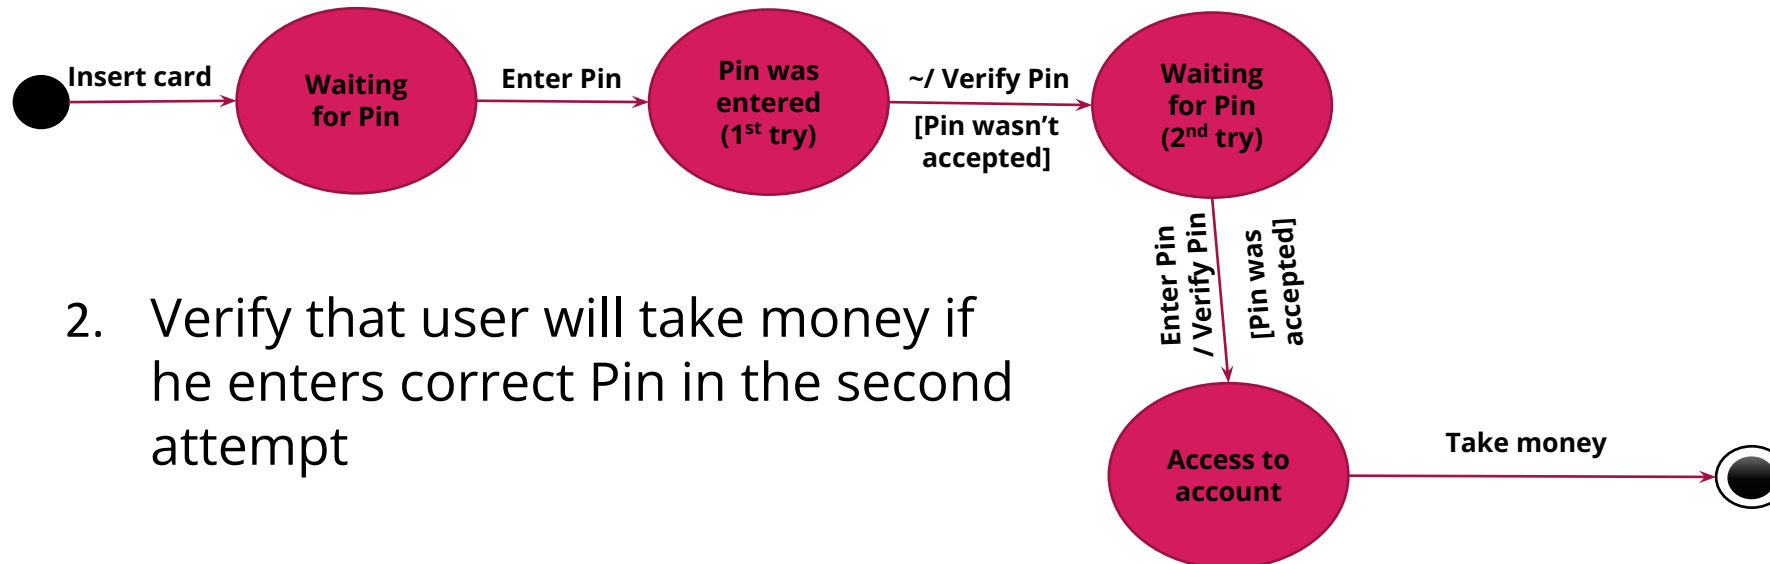 Insert card
Waiting
for Pin
Enter Pin
Pin was
entered
(1st try)
~/ Verify Pin
[Pin wasn't
accepted]
Waiting
for Pin
(2nd try)
Enter Pin
/ Verify Pin
[Pin was
accepted]
2. Verify that user will take money if
he enters correct Pin in the second
attempt
Access to
account
Take money